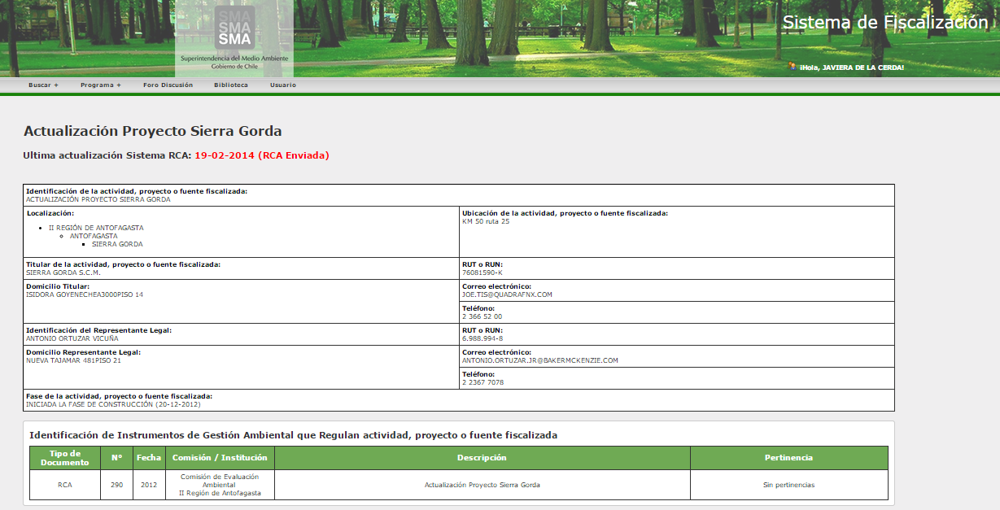 SMA
SMA
SMA
Superintendencia del Medio Ambiente
Gobierno de Chile
Sistema de Fiscalización
¡Hola, JAVIERA DE LA CERDA!
Buscar + Programa + Foro Discusión Biblioteca Usuario
Actualización Proyecto Sierra Gorda
Ultima actualización Sistema RCA: 19-02-2014 (RCA Enviada)
Identificación de la actividad, proyecto o fuente fiscalizada:
ACTUALIZACIÓN PROYECTO SIERRA GORDA
Localización:
II REGIÓN DE ANTOFAGASTA
ANTOFAGASTA
SIERRA GORDA
Ubicación de la actividad, proyecto o fuente fiscalizada:
KM 50 ruta 25
Titular de la actividad, proyecto o fuente fiscalizada:
SIERRA GORDA S.C.M.
RUT o RUN:
76081590-K
Domicilio Titular:
ISIDORA GOYENECHEA3000PISO 14
Correo electrónico:
JOE.TIS@QUADRAFNX.COM
Teléfono:
2 366 52 00
Identificación del Representante Legal:
ANTONIO ORTUZAR VICUÑA
RUT o RUN:
6.988.994-8
Domicilio Representante Legal:
NUEVA TAJAMAR 481PISO 21
Correo electrónico:
ANTONIO.ORTUZAR.JR@BAKERMCKENZIE.COM
Teléfono:
2 2367 7078
Fase de la actividad, proyecto o fuente fiscalizada:
INICIADA LA FASE DE CONSTRUCCIÓN (20-12-2012)
Identificación de Instrumentos de Gestión Ambiental que Regulan actividad, proyecto o fuente fiscalizada
Tipo de
Documento
Nº
Fecha
Comisión / Institución
Descripción
Pertinencia
RCA
290
2012
Comisión de Evaluación
Ambiental
II Región de Antofagasta
Actualización Proyecto Sierra Gorda
Sin pertinencias